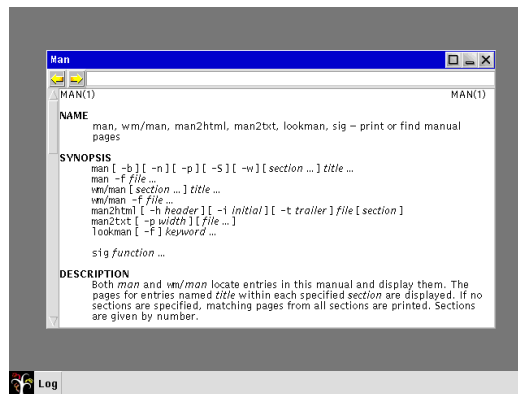 Man
MAN(1) MAN(1)
NAME
man, wm/man, man2html, man2txt, lookman, sig – print or find manual
pages
SYNOPSIS
man [ -b ][ -n ][ -p ][ -S ][ -w ][ section ... ] title ...
man -f file ...
wm/man [ section ... ] title ...
wm/man -f file ...
man2html [ -h header ][ -i initial ][ -t trailer ] file [ section ]
man2txt [ -p width ][ file ... ]
lookman [ -f ] keyword ...
sig function ...
DESCRIPTION
Both man and wm/man locate entries in this manual and display them. The
pages for entries named title within each specified section are displayed. If no
sections are specified, matching pages from all sections are printed. Sections
are given by number.
Log